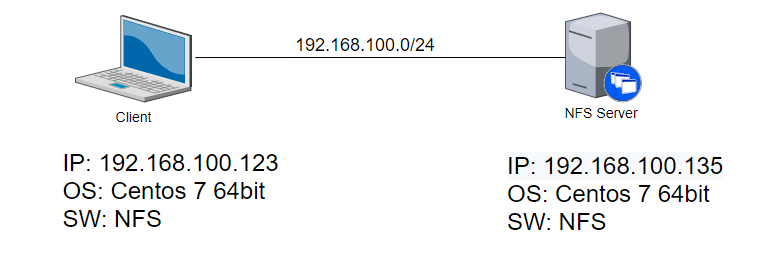 192.168.100.0/24
Client
NFS Server
IP: 192.168.100.123
OS: Centos 7 64bit
SW: NFS
IP: 192.168.100.135
OS: Centos 7 64bit
SW: NFS